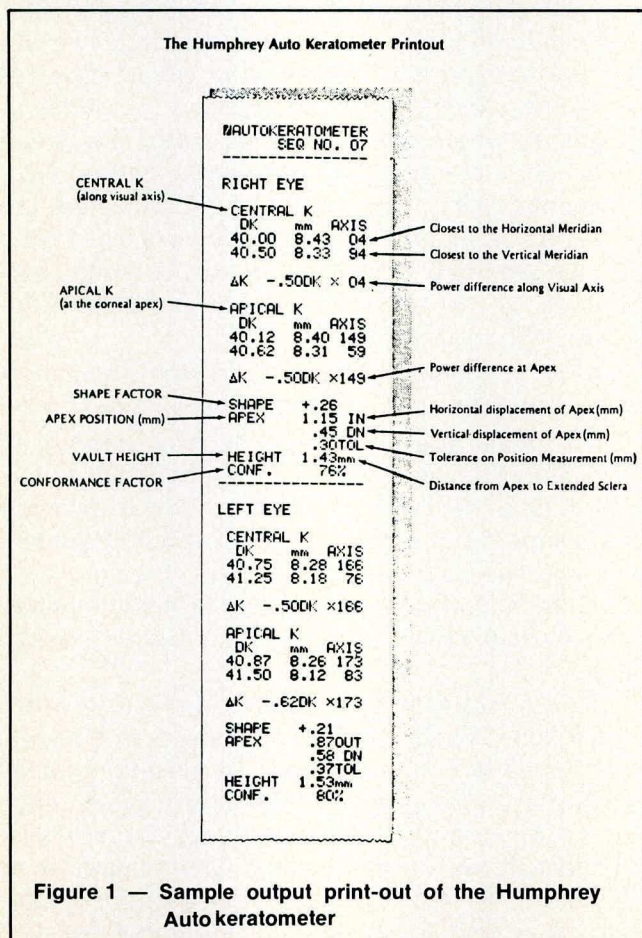 The Humphrey Auto Keratometer Printout
AUTOKERATOMETER
SEQ NO. 07
RIGHT EYE
CENTRAL K
(along visual axis)
CENTRAL K
DK mm AXIS
40.00 8.43 04
Closest to the Horizontal Meridian
40.50 8.33 94
Closest to the Vertical Meridian
ΔK -.50DK × 04
Power difference along Visual Axis
APICAL K
(at the corneal apex)
APICAL K
DK mm AXIS
40.12 8.40 149
40.62 8.31 59
ΔK -.50DK ×149
Power difference at Apex
SHAPE FACTOR
SHAPE +.26
APEX POSITION (mm)
APEX 1.15 IN
Horizontal displacement of Apex (mm)
.45 DN
Vertical displacement of Apex (mm)
.30TOL
Tolerance on Position Measurement (mm)
VAULT HEIGHT
HEIGHT 1.43mm
Distance from Apex to Extended Sclera
CONFORMANCE FACTOR
CONF. 76%
LEFT EYE
CENTRAL K
DK mm AXIS
40.75 8.28 166
41.25 8.18 76
ΔK -.50DK ×166
APICAL K
DK mm AXIS
40.87 8.26 173
41.50 8.12 83
ΔK -.62DK ×173
SHAPE +.21
APEX .87OUT
.58 DN
.37TOL
HEIGHT 1.53mm
CONF. 80%
Figure 1 — Sample output print-out of the Humphrey
Auto keratometer